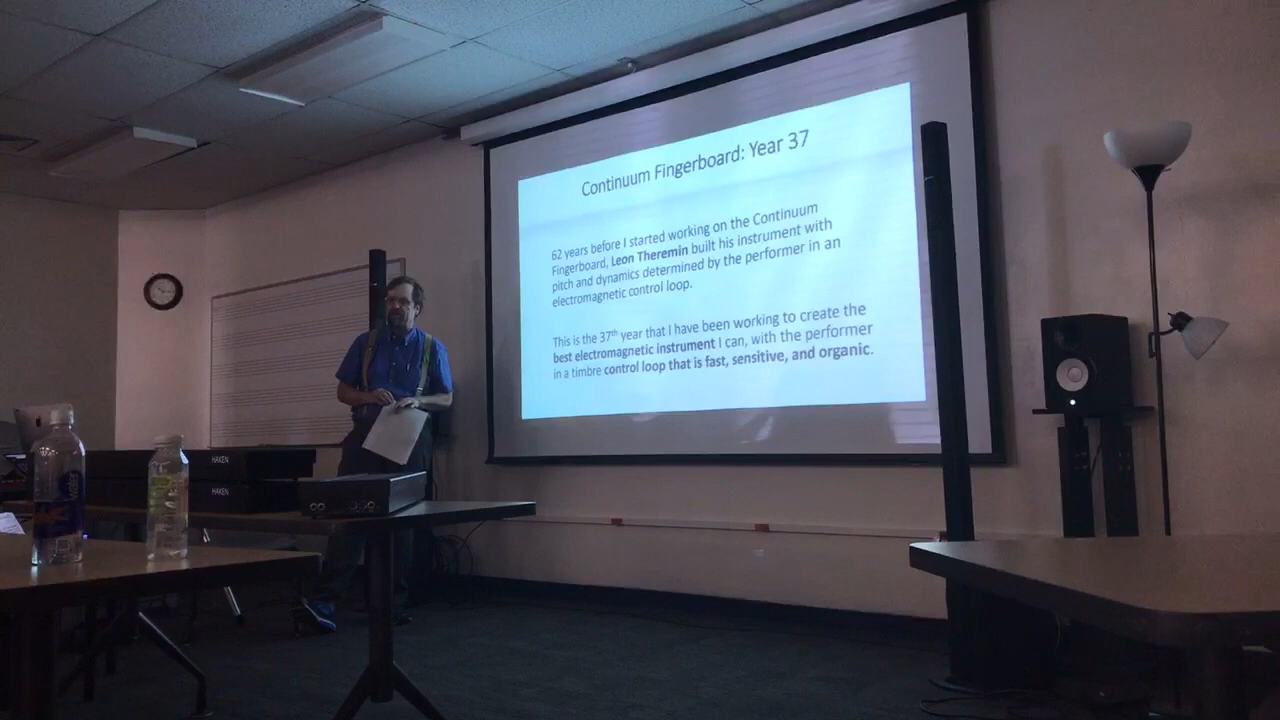 Continuum Fingerboard: Year 37
62 years before I started working on the Continuum
Fingerboard, Leon Theremin built his instrument with
pitch and dynamics determined by the performer in an
electromagnetic control loop.
This is the 37th year that I have been working to create the
best electromagnetic instrument I can, with the performer
in a timbre control loop that is fast, sensitive, and organic.
HAKEN
HAKEN